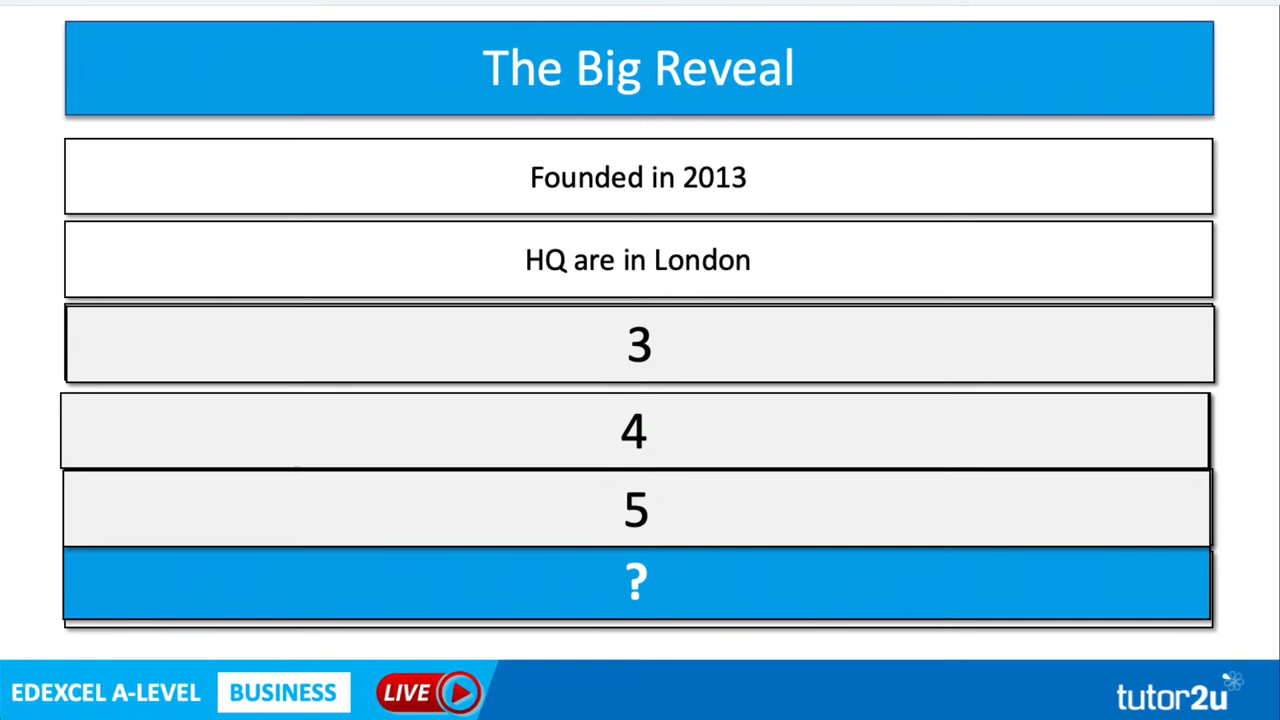 The Big Reveal
Founded in 2013
HQ are in London
3
4
5
?
EDEXCEL A-LEVEL BUSINESS LIVE tutor2u